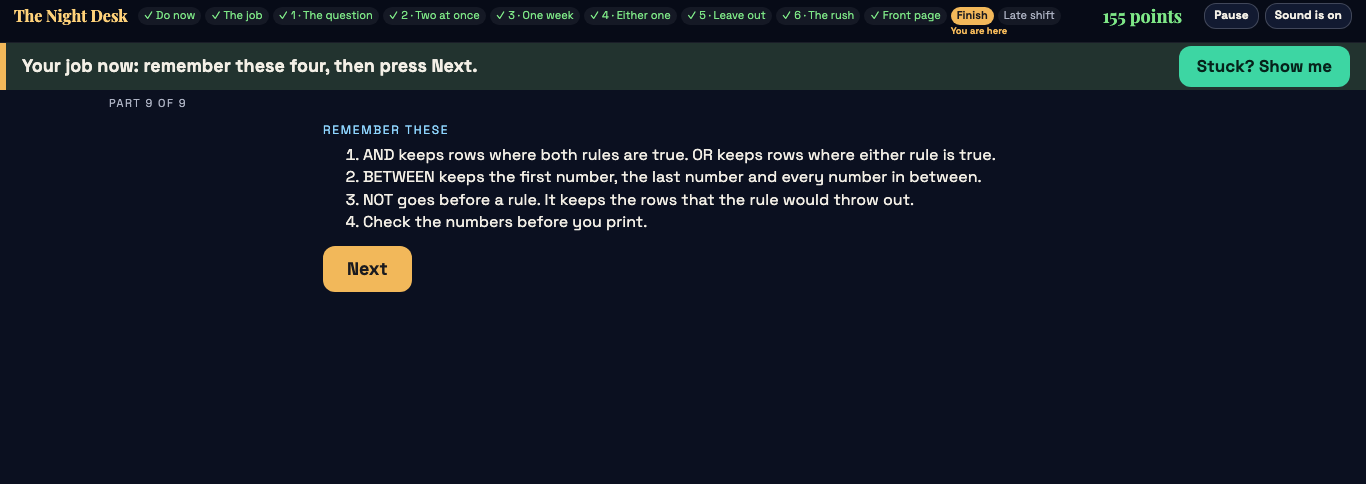 The Night Desk
✓ Do now
✓ The job
✓ 1 · The question
✓ 2 · Two at once
✓ 3 · One week
✓ 4 · Either one
✓ 5 · Leave out
✓ 6 · The rush
✓ Front page
Finish
Late shift
You are here
155 points
Pause
Sound is on
Your job now: remember these four, then press Next.
Stuck? Show me
PART 9 OF 9
REMEMBER THESE
1. AND keeps rows where both rules are true. OR keeps rows where either rule is true.
2. BETWEEN keeps the first number, the last number and every number in between.
3. NOT goes before a rule. It keeps the rows that the rule would throw out.
4. Check the numbers before you print.
Next